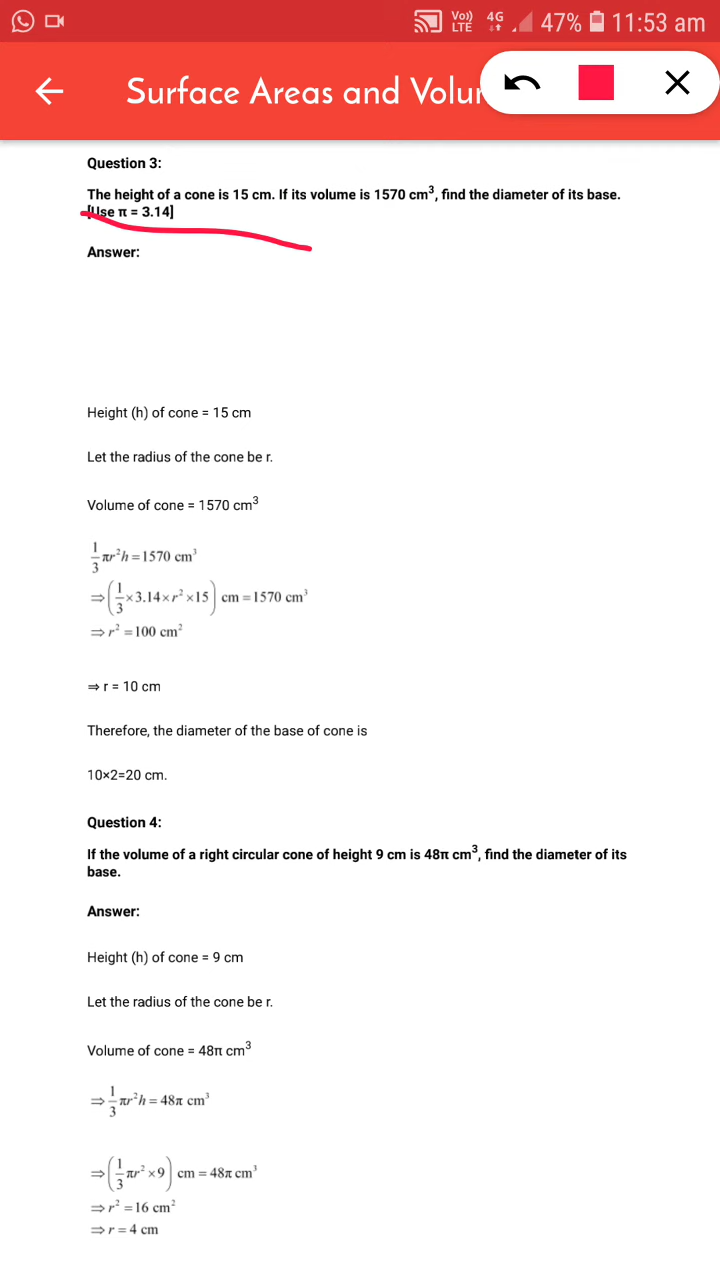 Vo)) LTE 4G 47% 11:53 am
Surface Areas and Volu
Question 3:
The height of a cone is 15 cm. If its volume is 1570 cm³, find the diameter of its base.
[Use π = 3.14]
Answer:
Height (h) of cone = 15 cm
Let the radius of the cone be r.
Volume of cone = 1570 cm³
1/3 πr²h = 1570 cm³
⇒ (1/3 × 3.14 × r² × 15) cm = 1570 cm³
⇒ r² = 100 cm²
⇒ r = 10 cm
Therefore, the diameter of the base of cone is
10×2=20 cm.
Question 4:
If the volume of a right circular cone of height 9 cm is 48π cm³, find the diameter of its
base.
Answer:
Height (h) of cone = 9 cm
Let the radius of the cone be r.
Volume of cone = 48π cm³
⇒ 1/3 πr²h = 48π cm³
⇒ (1/3 πr² × 9) cm = 48π cm³
⇒ r² = 16 cm²
⇒ r = 4 cm